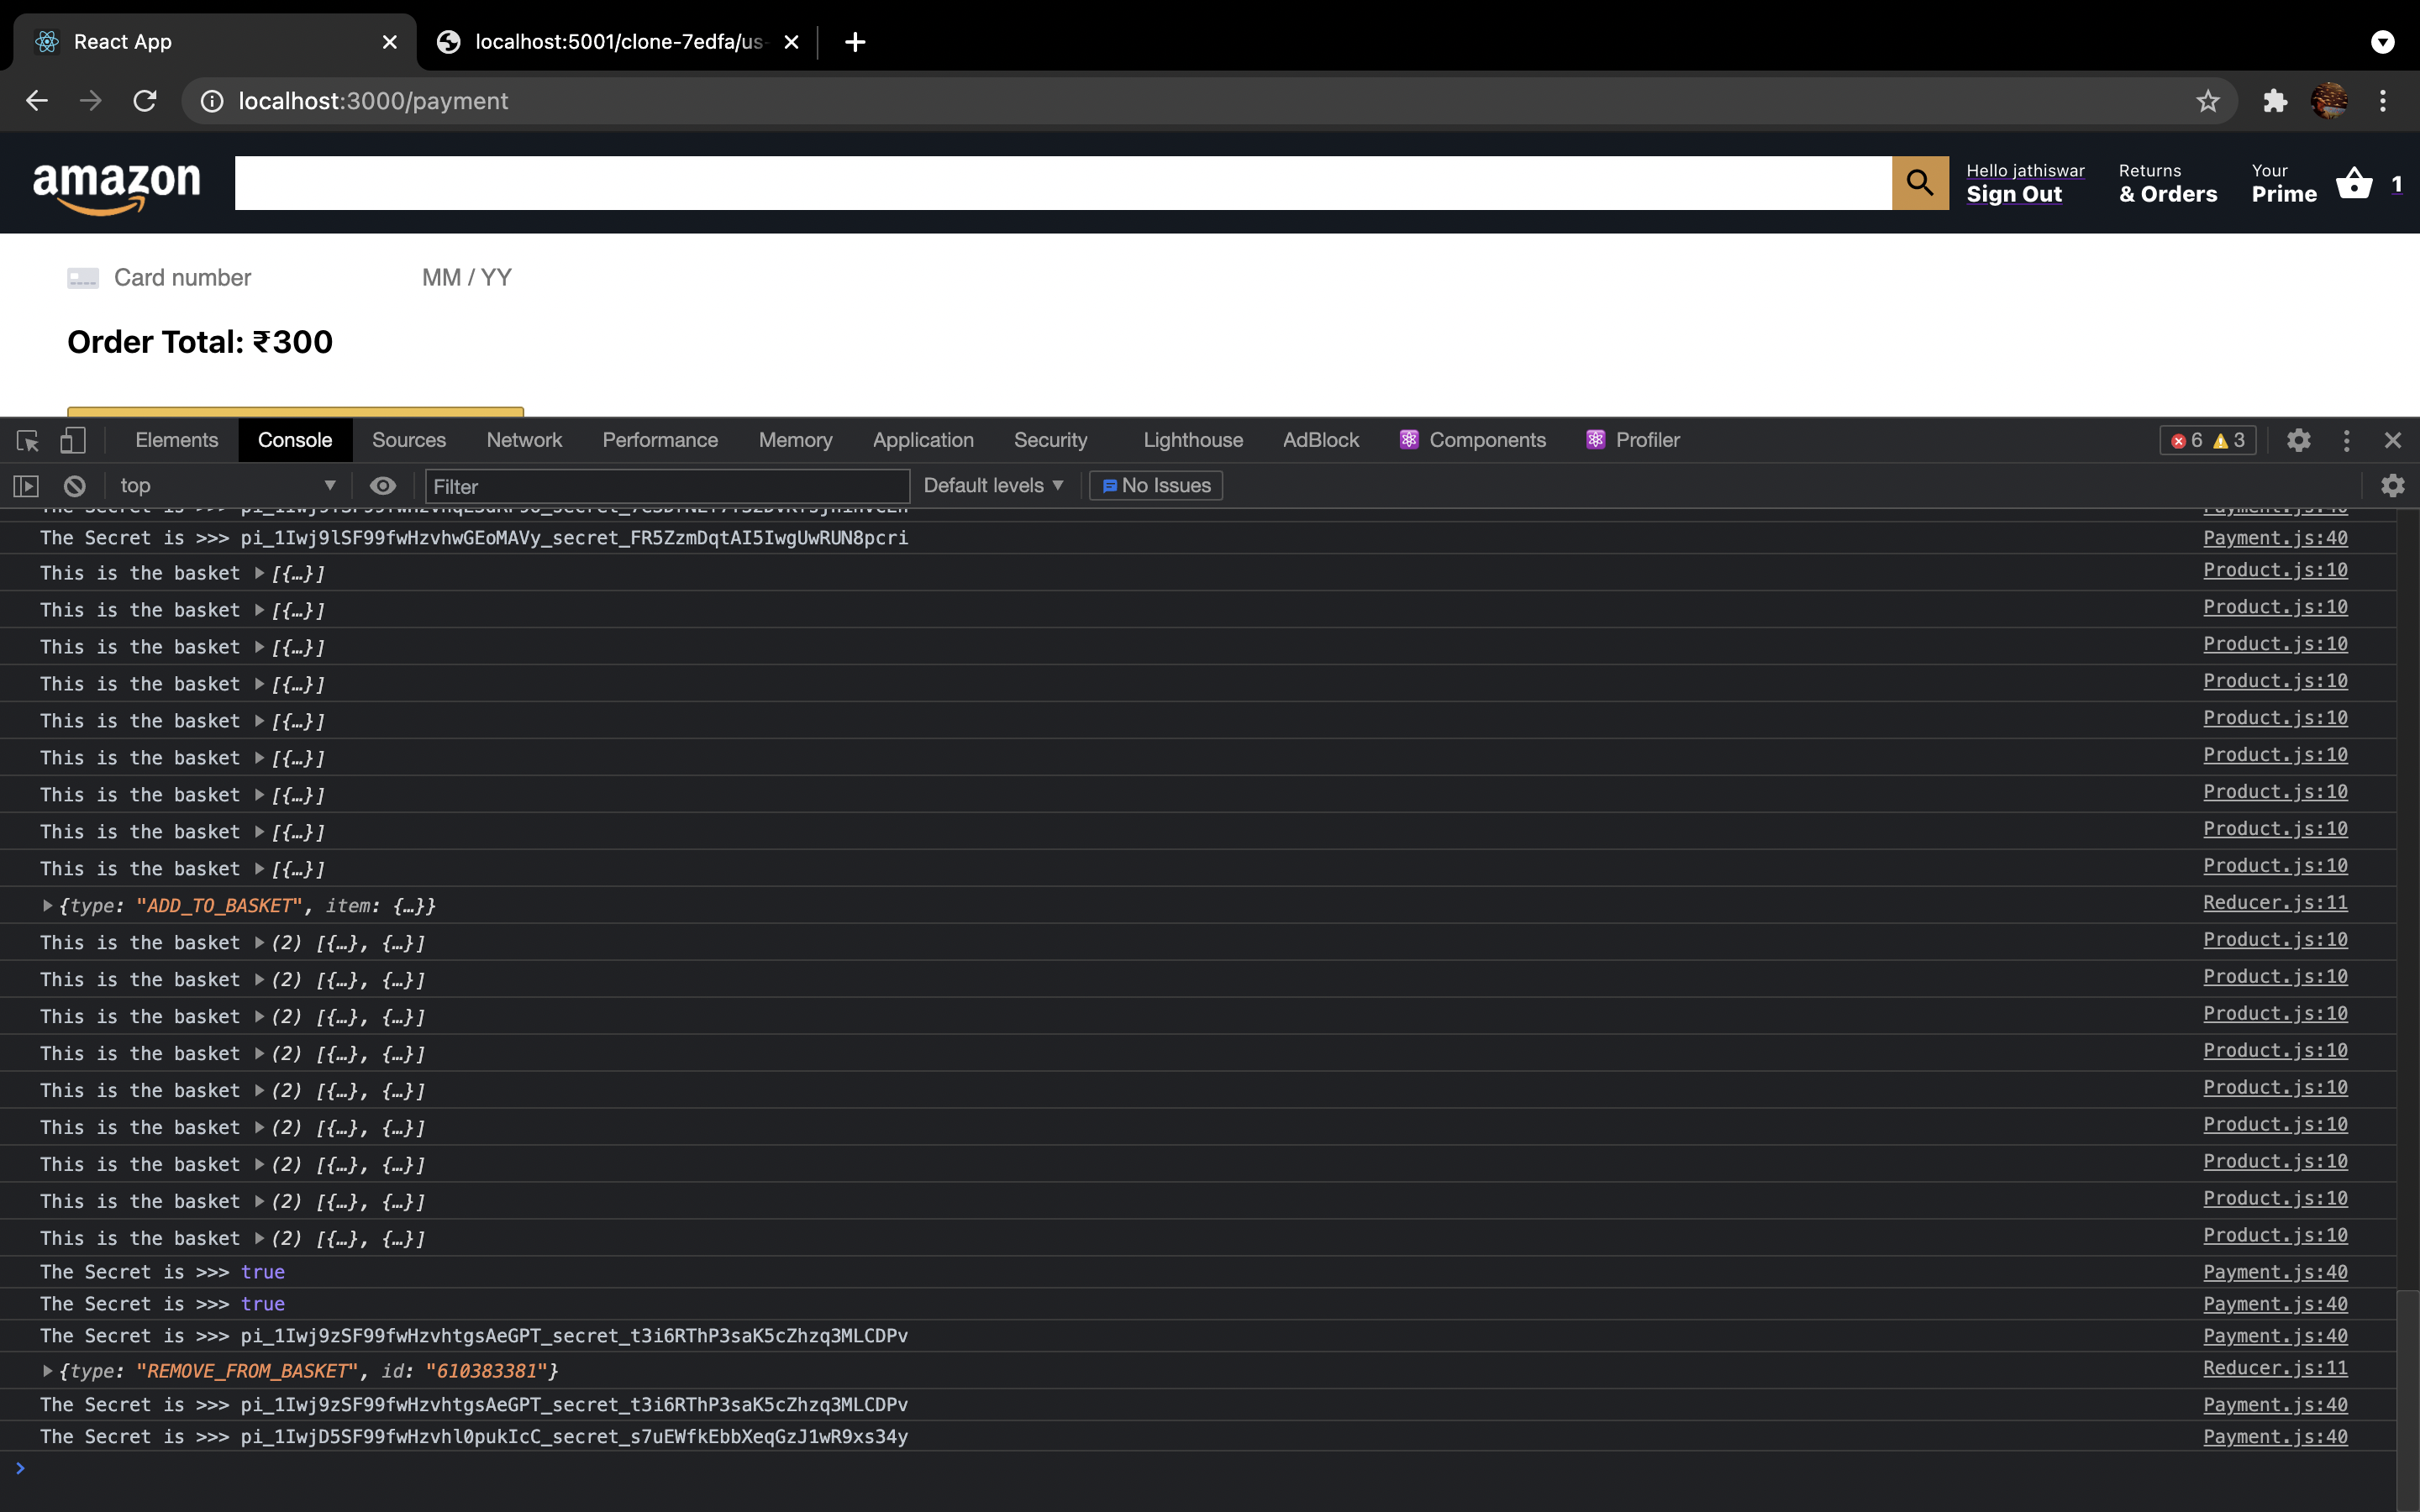 React App
localhost:5001/clone-7edfa/us-
localhost:3000/payment
amazon
Hello jathiswar
Sign Out
Returns
& Orders
Your
Prime
1
Card number MM / YY
Order Total: ₹300
Elements Console Sources Network Performance Memory Application Security Lighthouse AdBlock Components Profiler 6 3
top Filter Default levels No Issues
The Secret is >>> Payment.js:40
The Secret is >>> pi_1Iwj9lSF99fwHzvhwGEoMAVy_secret_FR5ZzmDqtAI5IwgUwRUN8pcri Payment.js:40
This is the basket [{…}] Product.js:10
This is the basket [{…}] Product.js:10
This is the basket [{…}] Product.js:10
This is the basket [{…}] Product.js:10
This is the basket [{…}] Product.js:10
This is the basket [{…}] Product.js:10
This is the basket [{…}] Product.js:10
This is the basket [{…}] Product.js:10
This is the basket [{…}] Product.js:10
{type: "ADD_TO_BASKET", item: {…}} Reducer.js:11
This is the basket (2) [{…}, {…}] Product.js:10
This is the basket (2) [{…}, {…}] Product.js:10
This is the basket (2) [{…}, {…}] Product.js:10
This is the basket (2) [{…}, {…}] Product.js:10
This is the basket (2) [{…}, {…}] Product.js:10
This is the basket (2) [{…}, {…}] Product.js:10
This is the basket (2) [{…}, {…}] Product.js:10
This is the basket (2) [{…}, {…}] Product.js:10
This is the basket (2) [{…}, {…}] Product.js:10
The Secret is >>> true Payment.js:40
The Secret is >>> true Payment.js:40
The Secret is >>> pi_1Iwj9zSF99fwHzvhtgsAeGPT_secret_t3i6RThP3saK5cZhzq3MLCDPv Payment.js:40
{type: "REMOVE_FROM_BASKET", id: "610383381"} Reducer.js:11
The Secret is >>> pi_1Iwj9zSF99fwHzvhtgsAeGPT_secret_t3i6RThP3saK5cZhzq3MLCDPv Payment.js:40
The Secret is >>> pi_1IwjD5SF99fwHzvhl0pukIcC_secret_s7uEWfkEbbXeqGzJ1wR9xs34y Payment.js:40